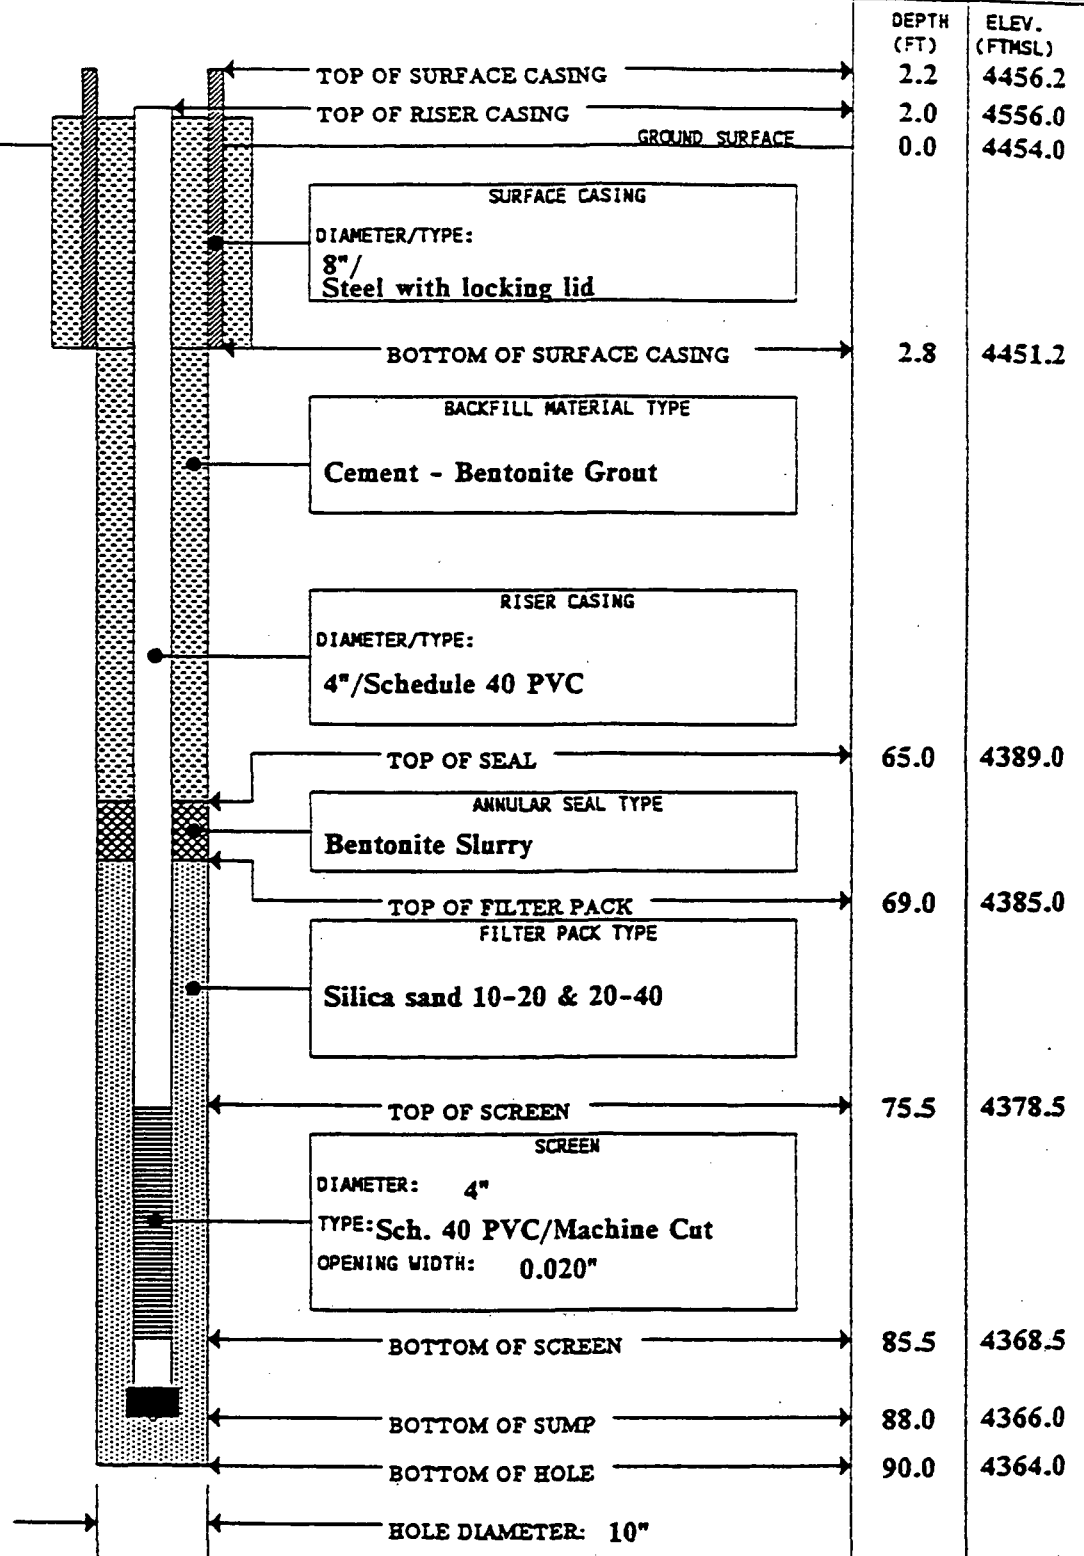 DEPTH ELEV.
(FT) (FTMSL)
TOP OF SURFACE CASING 2.2 4456.2
TOP OF RISER CASING 2.0 4556.0
GROUND SURFACE 0.0 4454.0
SURFACE CASING
DIAMETER/TYPE:
8"/
Steel with locking lid
BOTTOM OF SURFACE CASING 2.8 4451.2
BACKFILL MATERIAL TYPE
Cement - Bentonite Grout
RISER CASING
DIAMETER/TYPE:
4"/Schedule 40 PVC
TOP OF SEAL 65.0 4389.0
ANNULAR SEAL TYPE
Bentonite Slurry
TOP OF FILTER PACK 69.0 4385.0
FILTER PACK TYPE
Silica sand 10-20 & 20-40
TOP OF SCREEN 75.5 4378.5
SCREEN
DIAMETER: 4"
TYPE: Sch. 40 PVC/Machine Cut
OPENING WIDTH: 0.020"
BOTTOM OF SCREEN 85.5 4368.5
BOTTOM OF SUMP 88.0 4366.0
BOTTOM OF HOLE 90.0 4364.0
HOLE DIAMETER: 10"